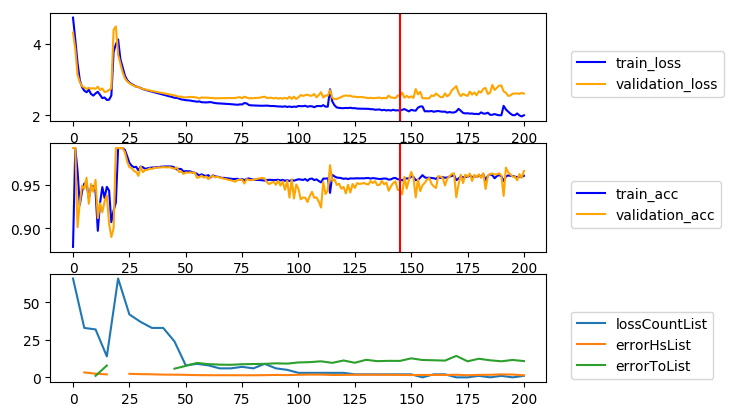 4
2
0 25 50 75 100 125 150 175 200
train_loss
validation_loss
0.95
0.90
0 25 50 75 100 125 150 175 200
train_acc
validation_acc
50
25
0
0 25 50 75 100 125 150 175 200
lossCountList
errorHsList
errorToList